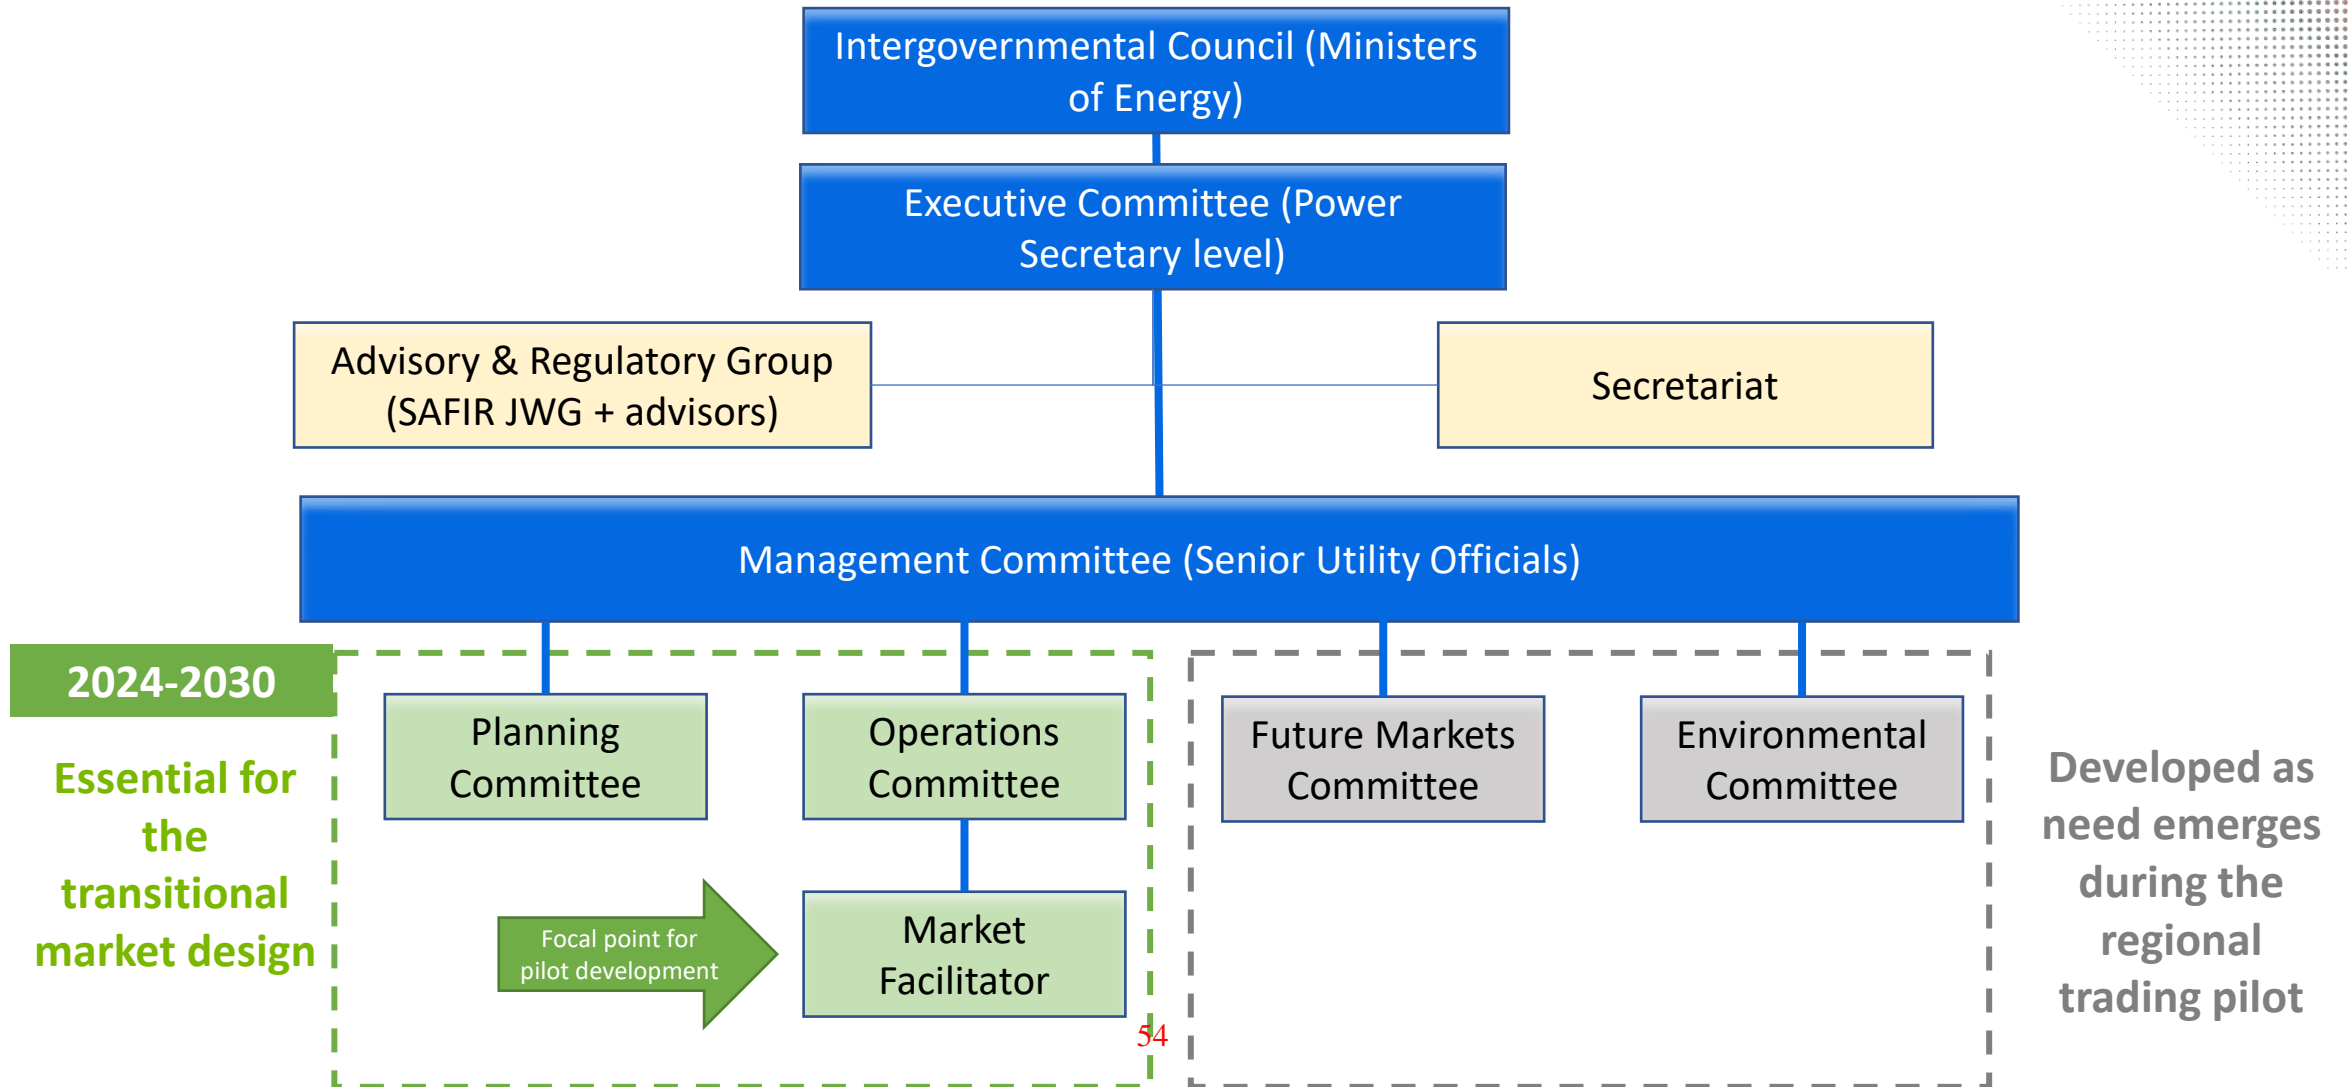 Intergovernmental Council (Ministers
of Energy)
Executive Committee (Power
Secretary level)
Advisory & Regulatory Group
(SAFIR JWG + advisors)
Secretariat
Management Committee (Senior Utility Officials)
2024-2030
Essential for
the
transitional
market design
Planning
Committee
Operations
Committee
Future Markets
Committee
Environmental
Committee
Developed as
need emerges
during the
regional
trading pilot
Focal point for
pilot development
Market
Facilitator
54